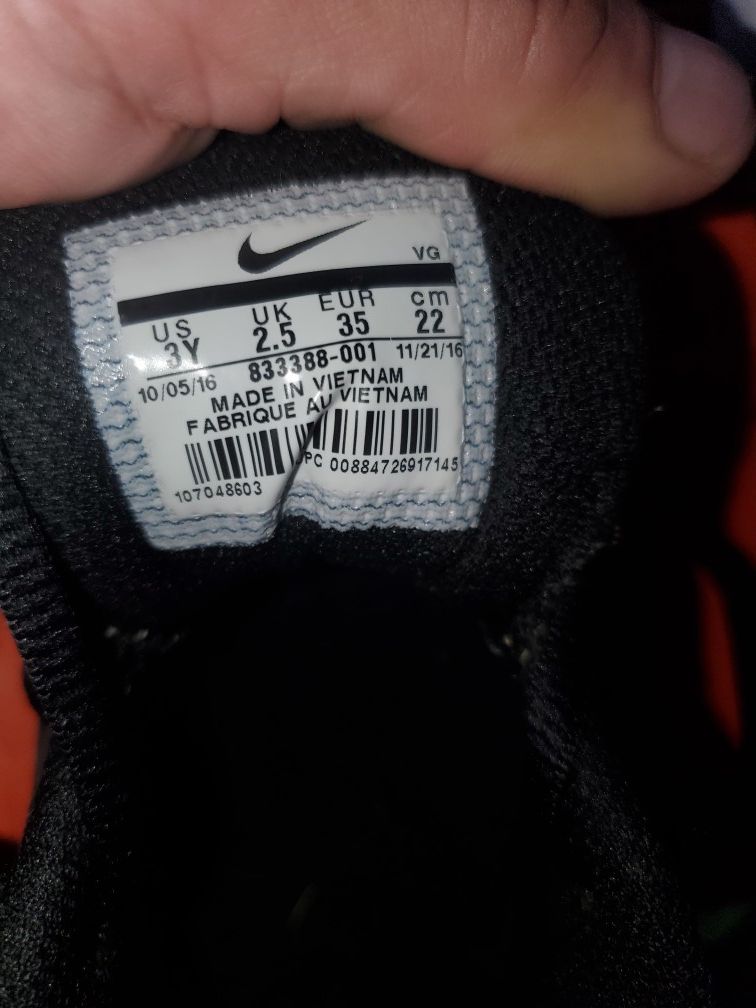 VG
US UK EUR cm
3Y 2.5 35 22
10/05/16 833388-001 11/21/16
MADE IN VIETNAM
FABRIQUE AU VIETNAM
PC 00884726917145
107048603